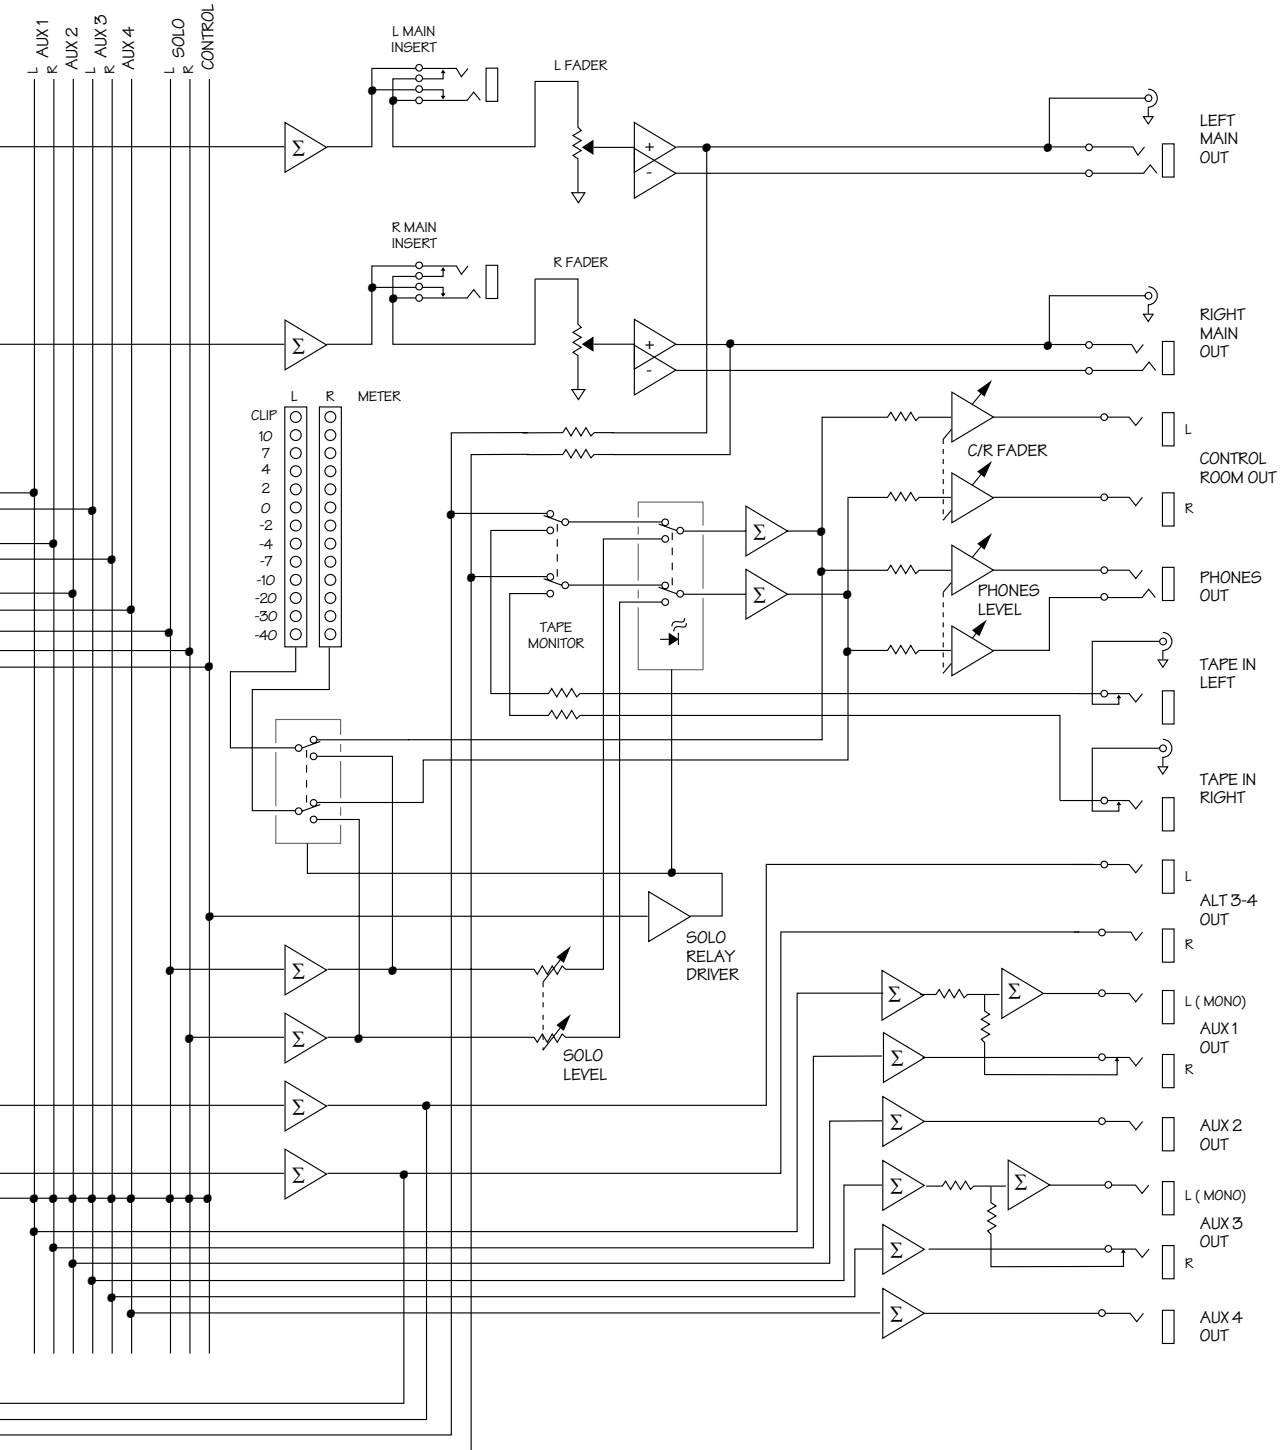 L AUX 1
R
AUX 2
L AUX 3
R
AUX 4
L SOLO
R
CONTROL
L MAIN
INSERT
L FADER
Σ
+
-
LEFT
MAIN
OUT
R MAIN
INSERT
R FADER
Σ
+
-
RIGHT
MAIN
OUT
L R METER
CLIP
10
7
4
2
0
-2
-4
-7
-10
-20
-30
-40
C/R FADER
L
CONTROL
ROOM OUT
R
Σ
Σ
TAPE
MONITOR
PHONES
LEVEL
PHONES
OUT
TAPE IN
LEFT
TAPE IN
RIGHT
L
ALT 3-4
OUT
R
SOLO
RELAY
DRIVER
Σ
Σ
SOLO
LEVEL
Σ
Σ
Σ
Σ
L ( MONO)
AUX 1
OUT
Σ
R
Σ
AUX 2
OUT
Σ
Σ
L ( MONO)
AUX 3
OUT
Σ
R
Σ
AUX 4
OUT